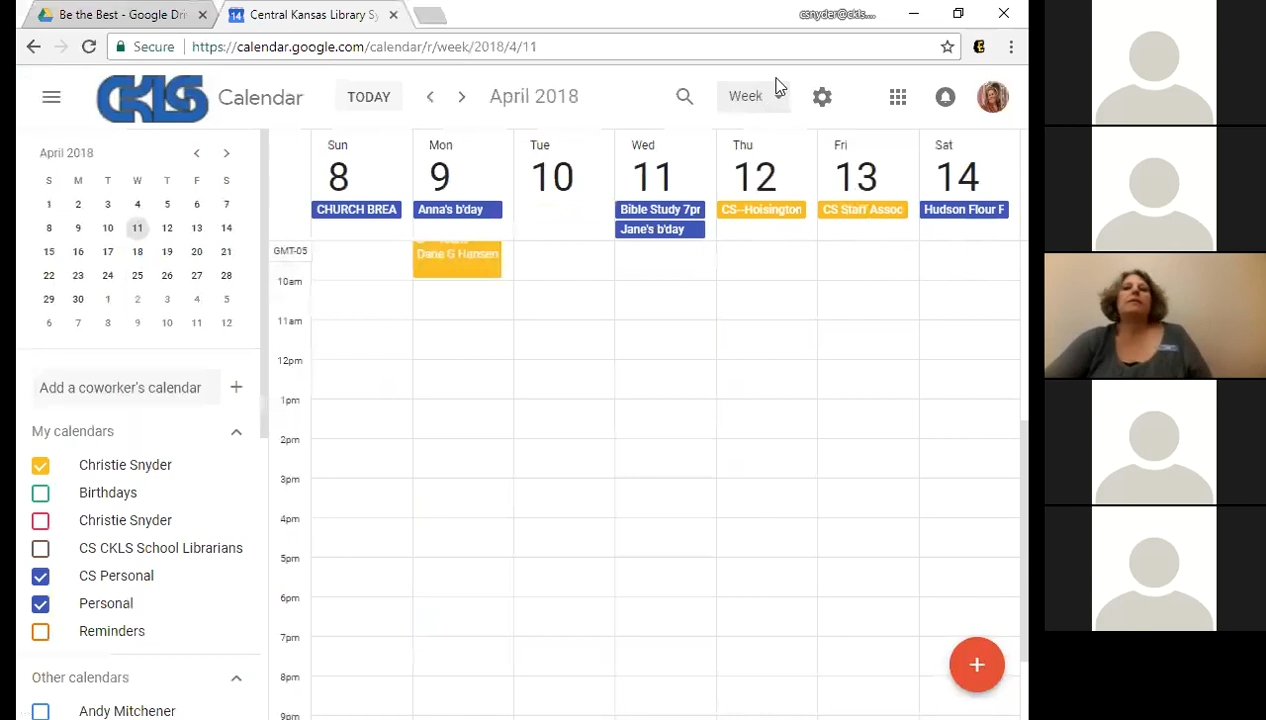 Be the Best - Google Dri
Central Kansas Library Sy
csnyder@ckls....
Secure
https://calendar.google.com/calendar/r/week/2018/4/11
CKLS
Calendar
TODAY
April 2018
Week
April 2018
S M T W T F S
1 2 3 4 5 6 7
8 9 10 11 12 13 14
15 16 17 18 19 20 21
22 23 24 25 26 27 28
29 30 1 2 3 4 5
6 7 8 9 10 11 12
Sun Mon Tue Wed Thu Fri Sat
8 9 10 11 12 13 14
CHURCH BREA
Anna's b'day
Bible Study 7pr
CS--Hoisington
CS Staff Assoc
Hudson Flour F
Jane's b'day
GMT-05
Dane G Hansen
10am
11am
12pm
1pm
2pm
3pm
4pm
5pm
6pm
7pm
8pm
9pm
Add a coworker's calendar
My calendars
Christie Snyder
Birthdays
Christie Snyder
CS CKLS School Librarians
CS Personal
Personal
Reminders
Other calendars
Andy Mitchener